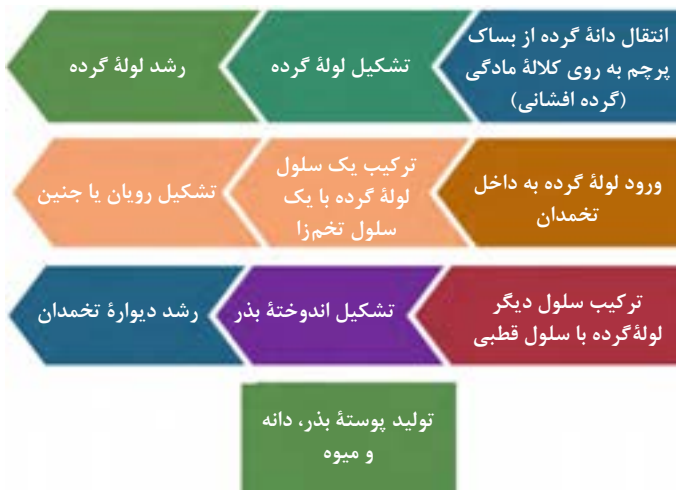 انتقال دانهٔ گرده از بساک
پرچم به روی کلالهٔ مادگی
(گرده افشانی)
تشکیل لولهٔ گرده
رشد لولهٔ گرده
ورود لولهٔ گرده به داخل
تخمدان
ترکیب یک سلول
لولهٔ گرده با یک
سلول تخم‌زا
تشکیل رویان یا جنین
ترکیب سلول دیگر
لولهٔ‌گرده با سلول قطبی
تشکیل اندوختهٔ بذر
رشد دیوارهٔ تخمدان
تولید پوستهٔ بذر، دانه
و میوه